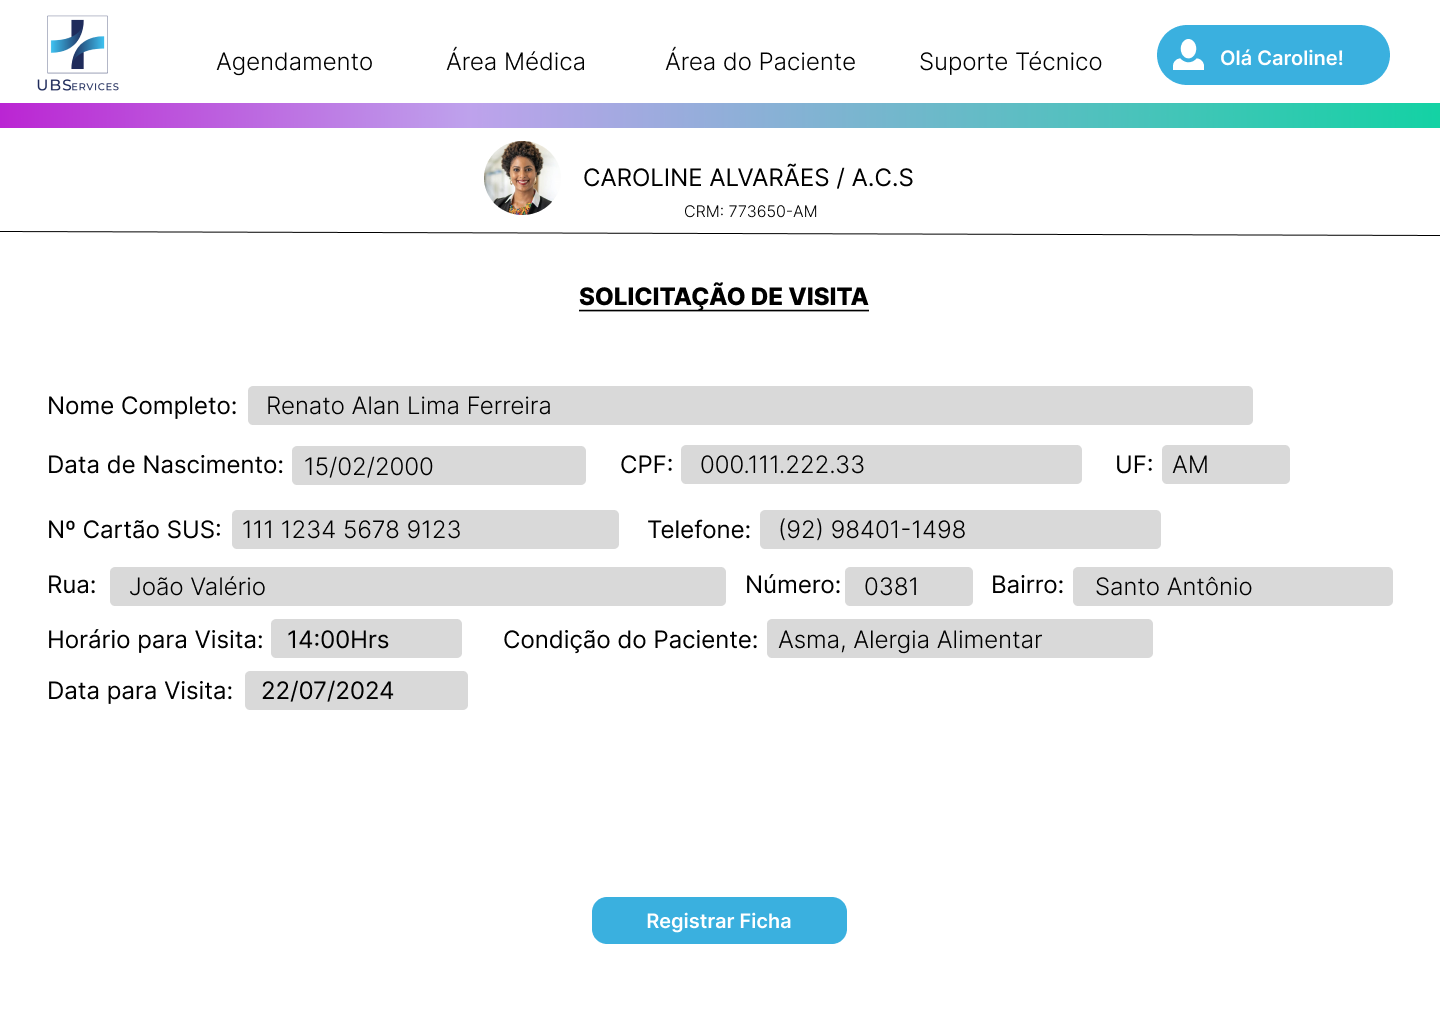 UBServices
Agendamento Área Médica Área do Paciente Suporte Técnico Olá Caroline!
CAROLINE ALVARÃES / A.C.S
CRM: 773650-AM
SOLICITAÇÃO DE VISITA
Nome Completo: Renato Alan Lima Ferreira
Data de Nascimento: 15/02/2000 CPF: 000.111.222.33 UF: AM
Nº Cartão SUS: 111 1234 5678 9123 Telefone: (92) 98401-1498
Rua: João Valério Número: 0381 Bairro: Santo Antônio
Horário para Visita: 14:00Hrs Condição do Paciente: Asma, Alergia Alimentar
Data para Visita: 22/07/2024
Registrar Ficha